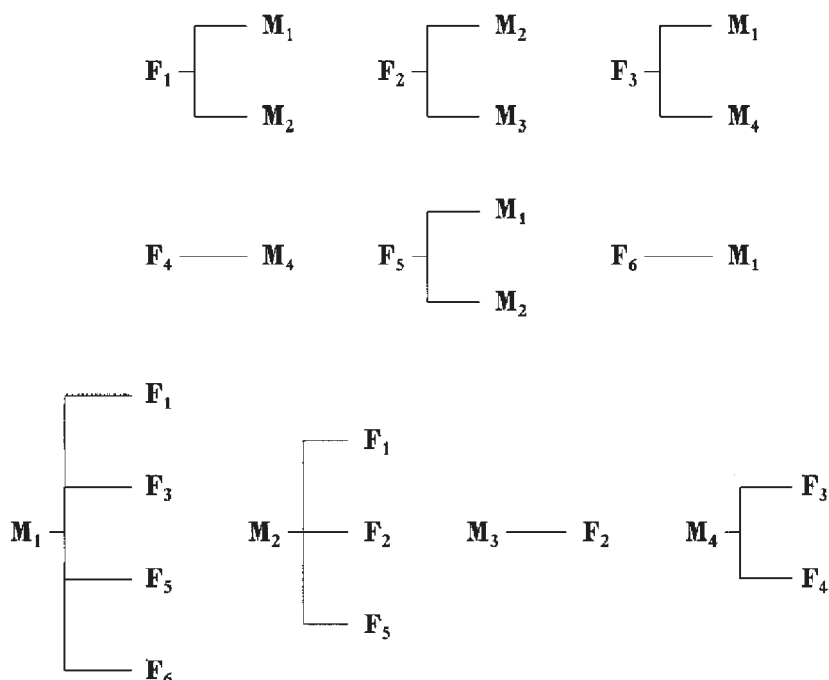 M₁ M₂ M₁
F₁ F₂ F₃
M₂ M₃ M₄
M₁
F₄ M₄ F₅ F₆ M₁
M₂
F₁
F₁
F₃ F₃
M₁ M₂ F₂ M₃ F₂ M₄
F₅ F₄
F₅
F₆